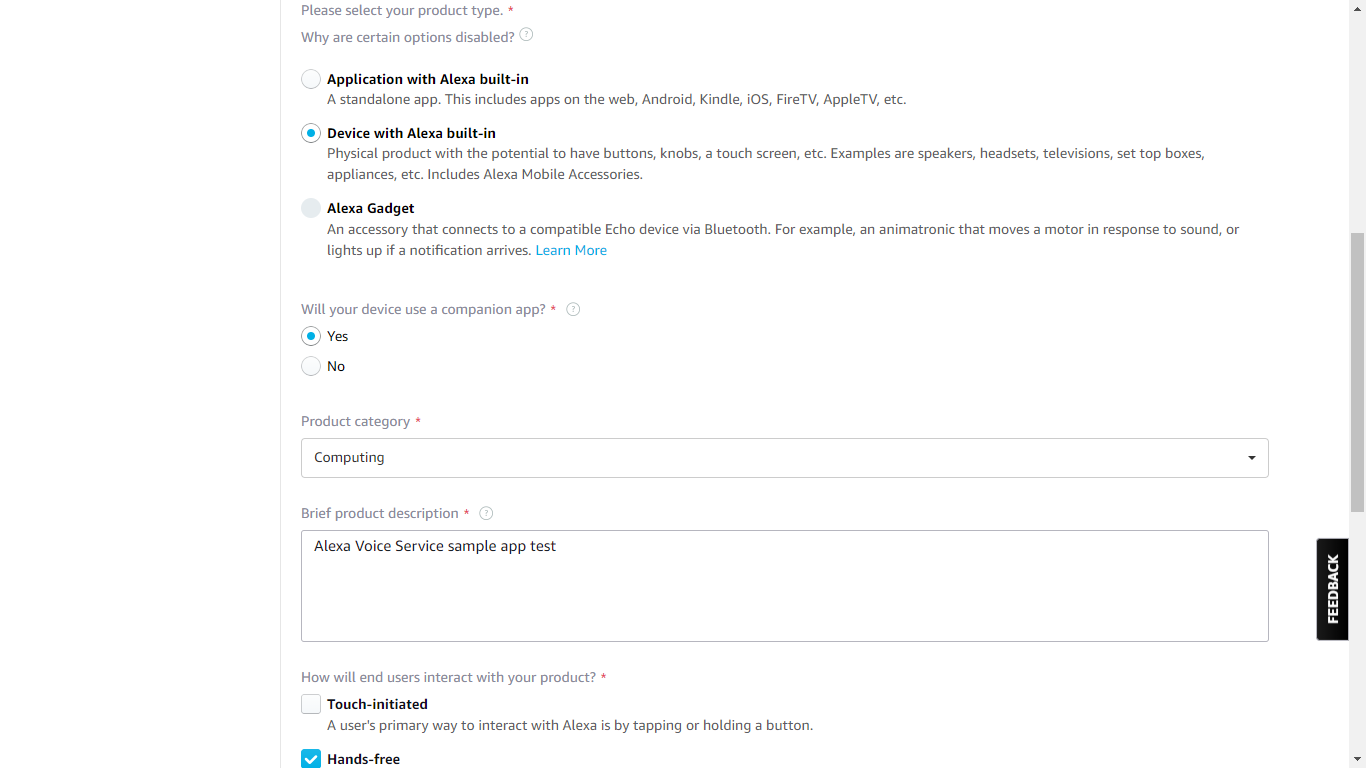 Please select your product type. *
Why are certain options disabled? ?
Application with Alexa built-in
A standalone app. This includes apps on the web, Android, Kindle, iOS, FireTV, AppleTV, etc.
Device with Alexa built-in
Physical product with the potential to have buttons, knobs, a touch screen, etc. Examples are speakers, headsets, televisions, set top boxes,
appliances, etc. Includes Alexa Mobile Accessories.
Alexa Gadget
An accessory that connects to a compatible Echo device via Bluetooth. For example, an animatronic that moves a motor in response to sound, or
lights up if a notification arrives. Learn More
Will your device use a companion app? * ?
Yes
No
Product category *
Computing
Brief product description * ?
Alexa Voice Service sample app test
FEEDBACK
How will end users interact with your product? *
Touch-initiated
A user's primary way to interact with Alexa is by tapping or holding a button.
Hands-free